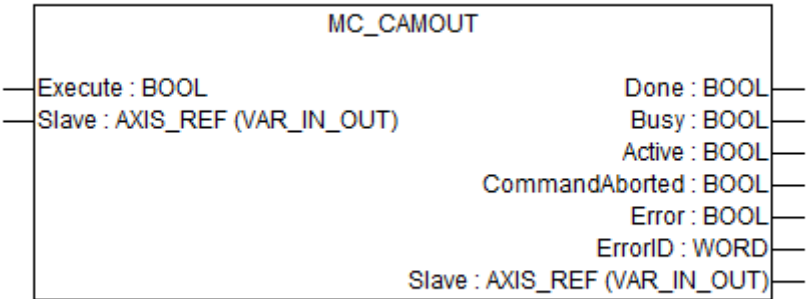 MC_CAMOUT
Execute : BOOL Done : BOOL
Slave : AXIS_REF (VAR_IN_OUT) Busy : BOOL
Active : BOOL
CommandAborted : BOOL
Error : BOOL
ErrorID : WORD
Slave : AXIS_REF (VAR_IN_OUT)